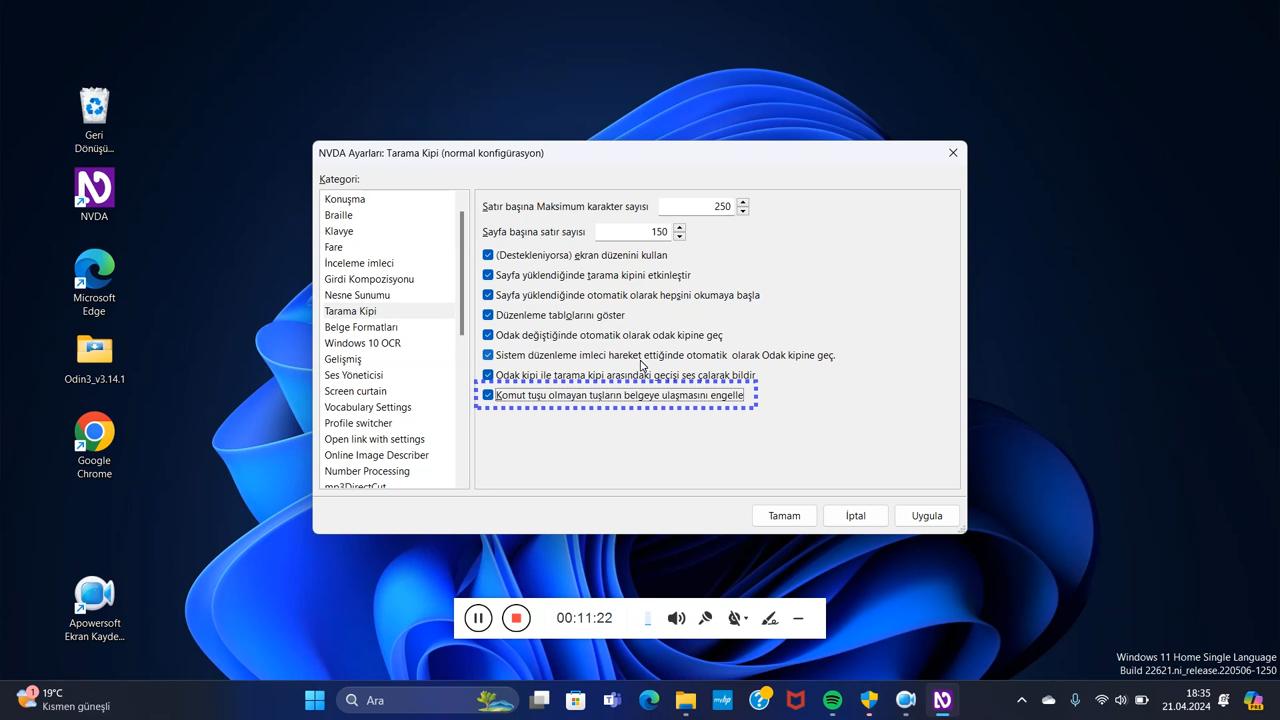 Geri
Dönüşü...
NVDA
Microsoft
Edge
Odin3_v3.14.1
Google
Chrome
Apowersoft
Ekran Kayde...
NVDA Ayarları: Tarama Kipi (normal konfigürasyon)
Kategori:
Konuşma
Braille
Klavye
Fare
İnceleme imleci
Girdi Kompozisyonu
Nesne Sunumu
Tarama Kipi
Belge Formatları
Windows 10 OCR
Gelişmiş
Ses Yöneticisi
Screen curtain
Vocabulary Settings
Profile switcher
Open link with settings
Online Image Describer
Number Processing
mp3DirectCut
Satır başına Maksimum karakter sayısı 250
Sayfa başına satır sayısı 150
(Destekleniyorsa) ekran düzenini kullan
Sayfa yüklendiğinde tarama kipini etkinleştir
Sayfa yüklendiğinde otomatik olarak hepsini okumaya başla
Düzenleme tablolarını göster
Odak değiştiğinde otomatik olarak odak kipine geç
Sistem düzenleme imleci hareket ettiğinde otomatik olarak Odak kipine geç.
Odak kipi ile tarama kipi arasındaki geçişi ses çalarak bildir
Komut tuşu olmayan tuşların belgeye ulaşmasını engelle
Tamam İptal Uygula
00:11:22
Windows 11 Home Single Language
Build 22621.ni_release.220506-1250
1
19°C
Kısmen güneşli
Ara
myhp
PRE
18:35
21.04.2024